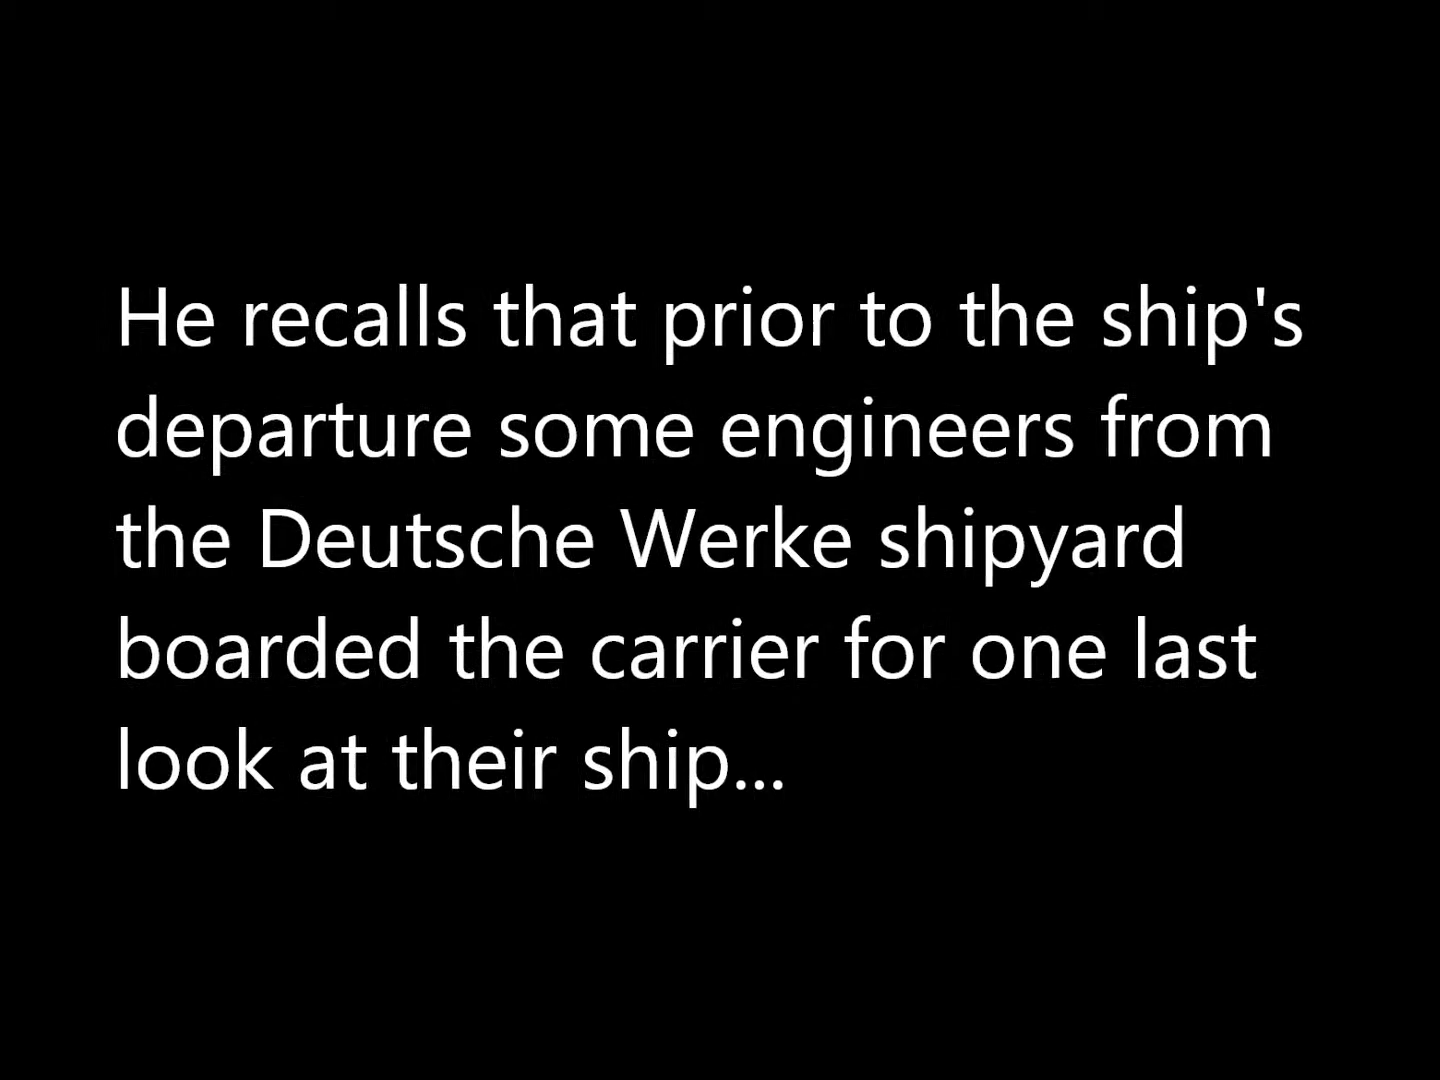 He recalls that prior to the ship's
departure some engineers from
the Deutsche Werke shipyard
boarded the carrier for one last
look at their ship...